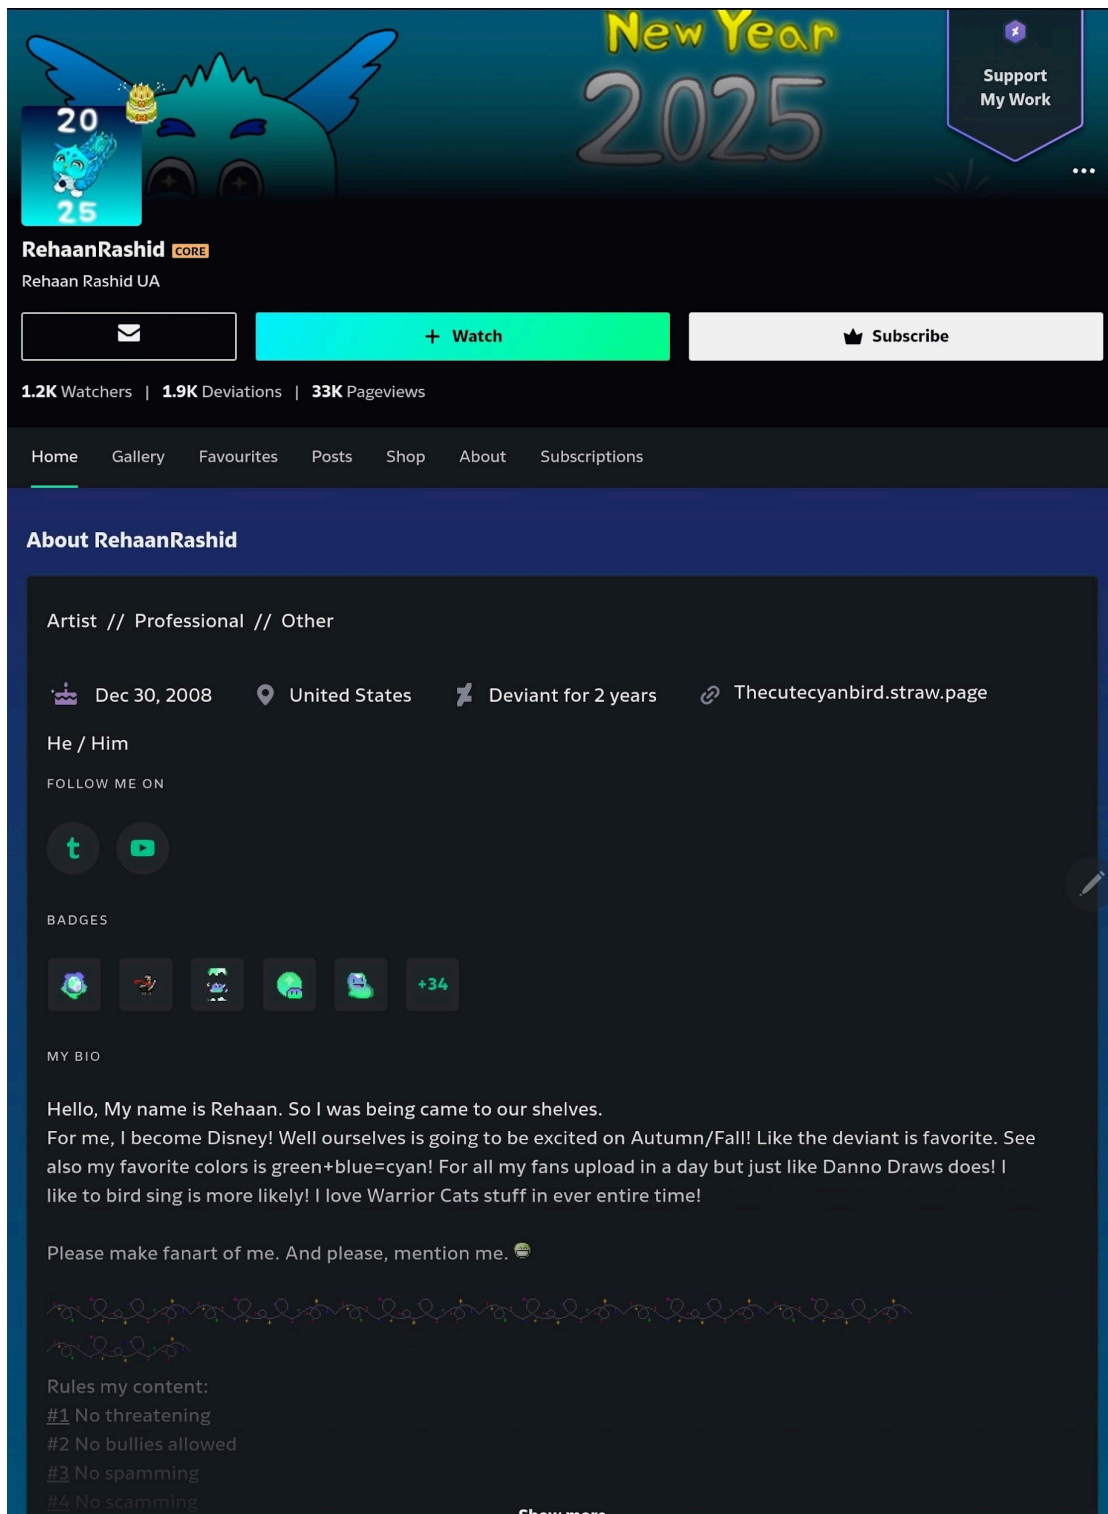 New Year
2025
Support
My Work
20
25
RehaanRashid CORE
Rehaan Rashid UA
+ Watch
Subscribe
1.2K Watchers | 1.9K Deviations | 33K Pageviews
Home Gallery Favourites Posts Shop About Subscriptions
About RehaanRashid
Artist // Professional // Other
Dec 30, 2008 United States Deviant for 2 years Thecutecyanbird.straw.page
He / Him
FOLLOW ME ON
t
BADGES
+34
MY BIO
Hello, My name is Rehaan. So I was being came to our shelves.
For me, I become Disney! Well ourselves is going to be excited on Autumn/Fall! Like the deviant is favorite. See
also my favorite colors is green+blue=cyan! For all my fans upload in a day but just like Danno Draws does! I
like to bird sing is more likely! I love Warrior Cats stuff in ever entire time!
Please make fanart of me. And please, mention me.
Rules my content:
#1 No threatening
#2 No bullies allowed
#3 No spamming
#4 No scamming
Show more